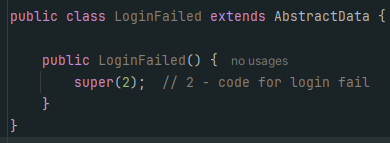 public class LoginFailed extends AbstractData {
public LoginFailed() { no usages
super(2); // 2 - code for login fail
}
}